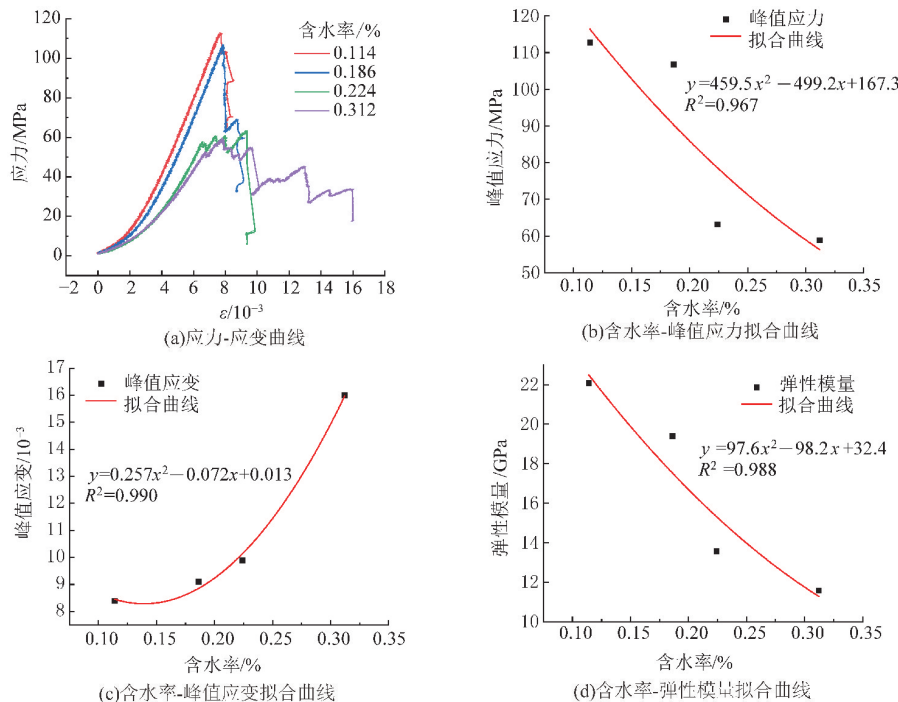 120
100
80
60
40
20
0
应力/MPa
含水率/%
0.114
0.186
0.224
0.312
−2 0 2 4 6 8 10 12 14 16 18
ε/10⁻³
(a)应力-应变曲线
120
110
100
90
80
70
60
50
峰值应力/MPa
峰值应力
拟合曲线
y=459.5x²−499.2x+167.3
R²=0.967
0.10 0.15 0.20 0.25 0.30 0.35
含水率/%
(b)含水率-峰值应力拟合曲线
17
16
15
14
13
12
11
10
9
8
峰值应变/10⁻³
峰值应变
拟合曲线
y=0.257x²−0.072x+0.013
R²=0.990
0.10 0.15 0.20 0.25 0.30 0.35
含水率/%
(c)含水率-峰值应变拟合曲线
22
20
18
16
14
12
弹性模量/GPa
弹性模量
拟合曲线
y=97.6x²−98.2x+32.4
R²=0.988
0.10 0.15 0.20 0.25 0.30 0.35
含水率/%
(d)含水率-弹性模量拟合曲线